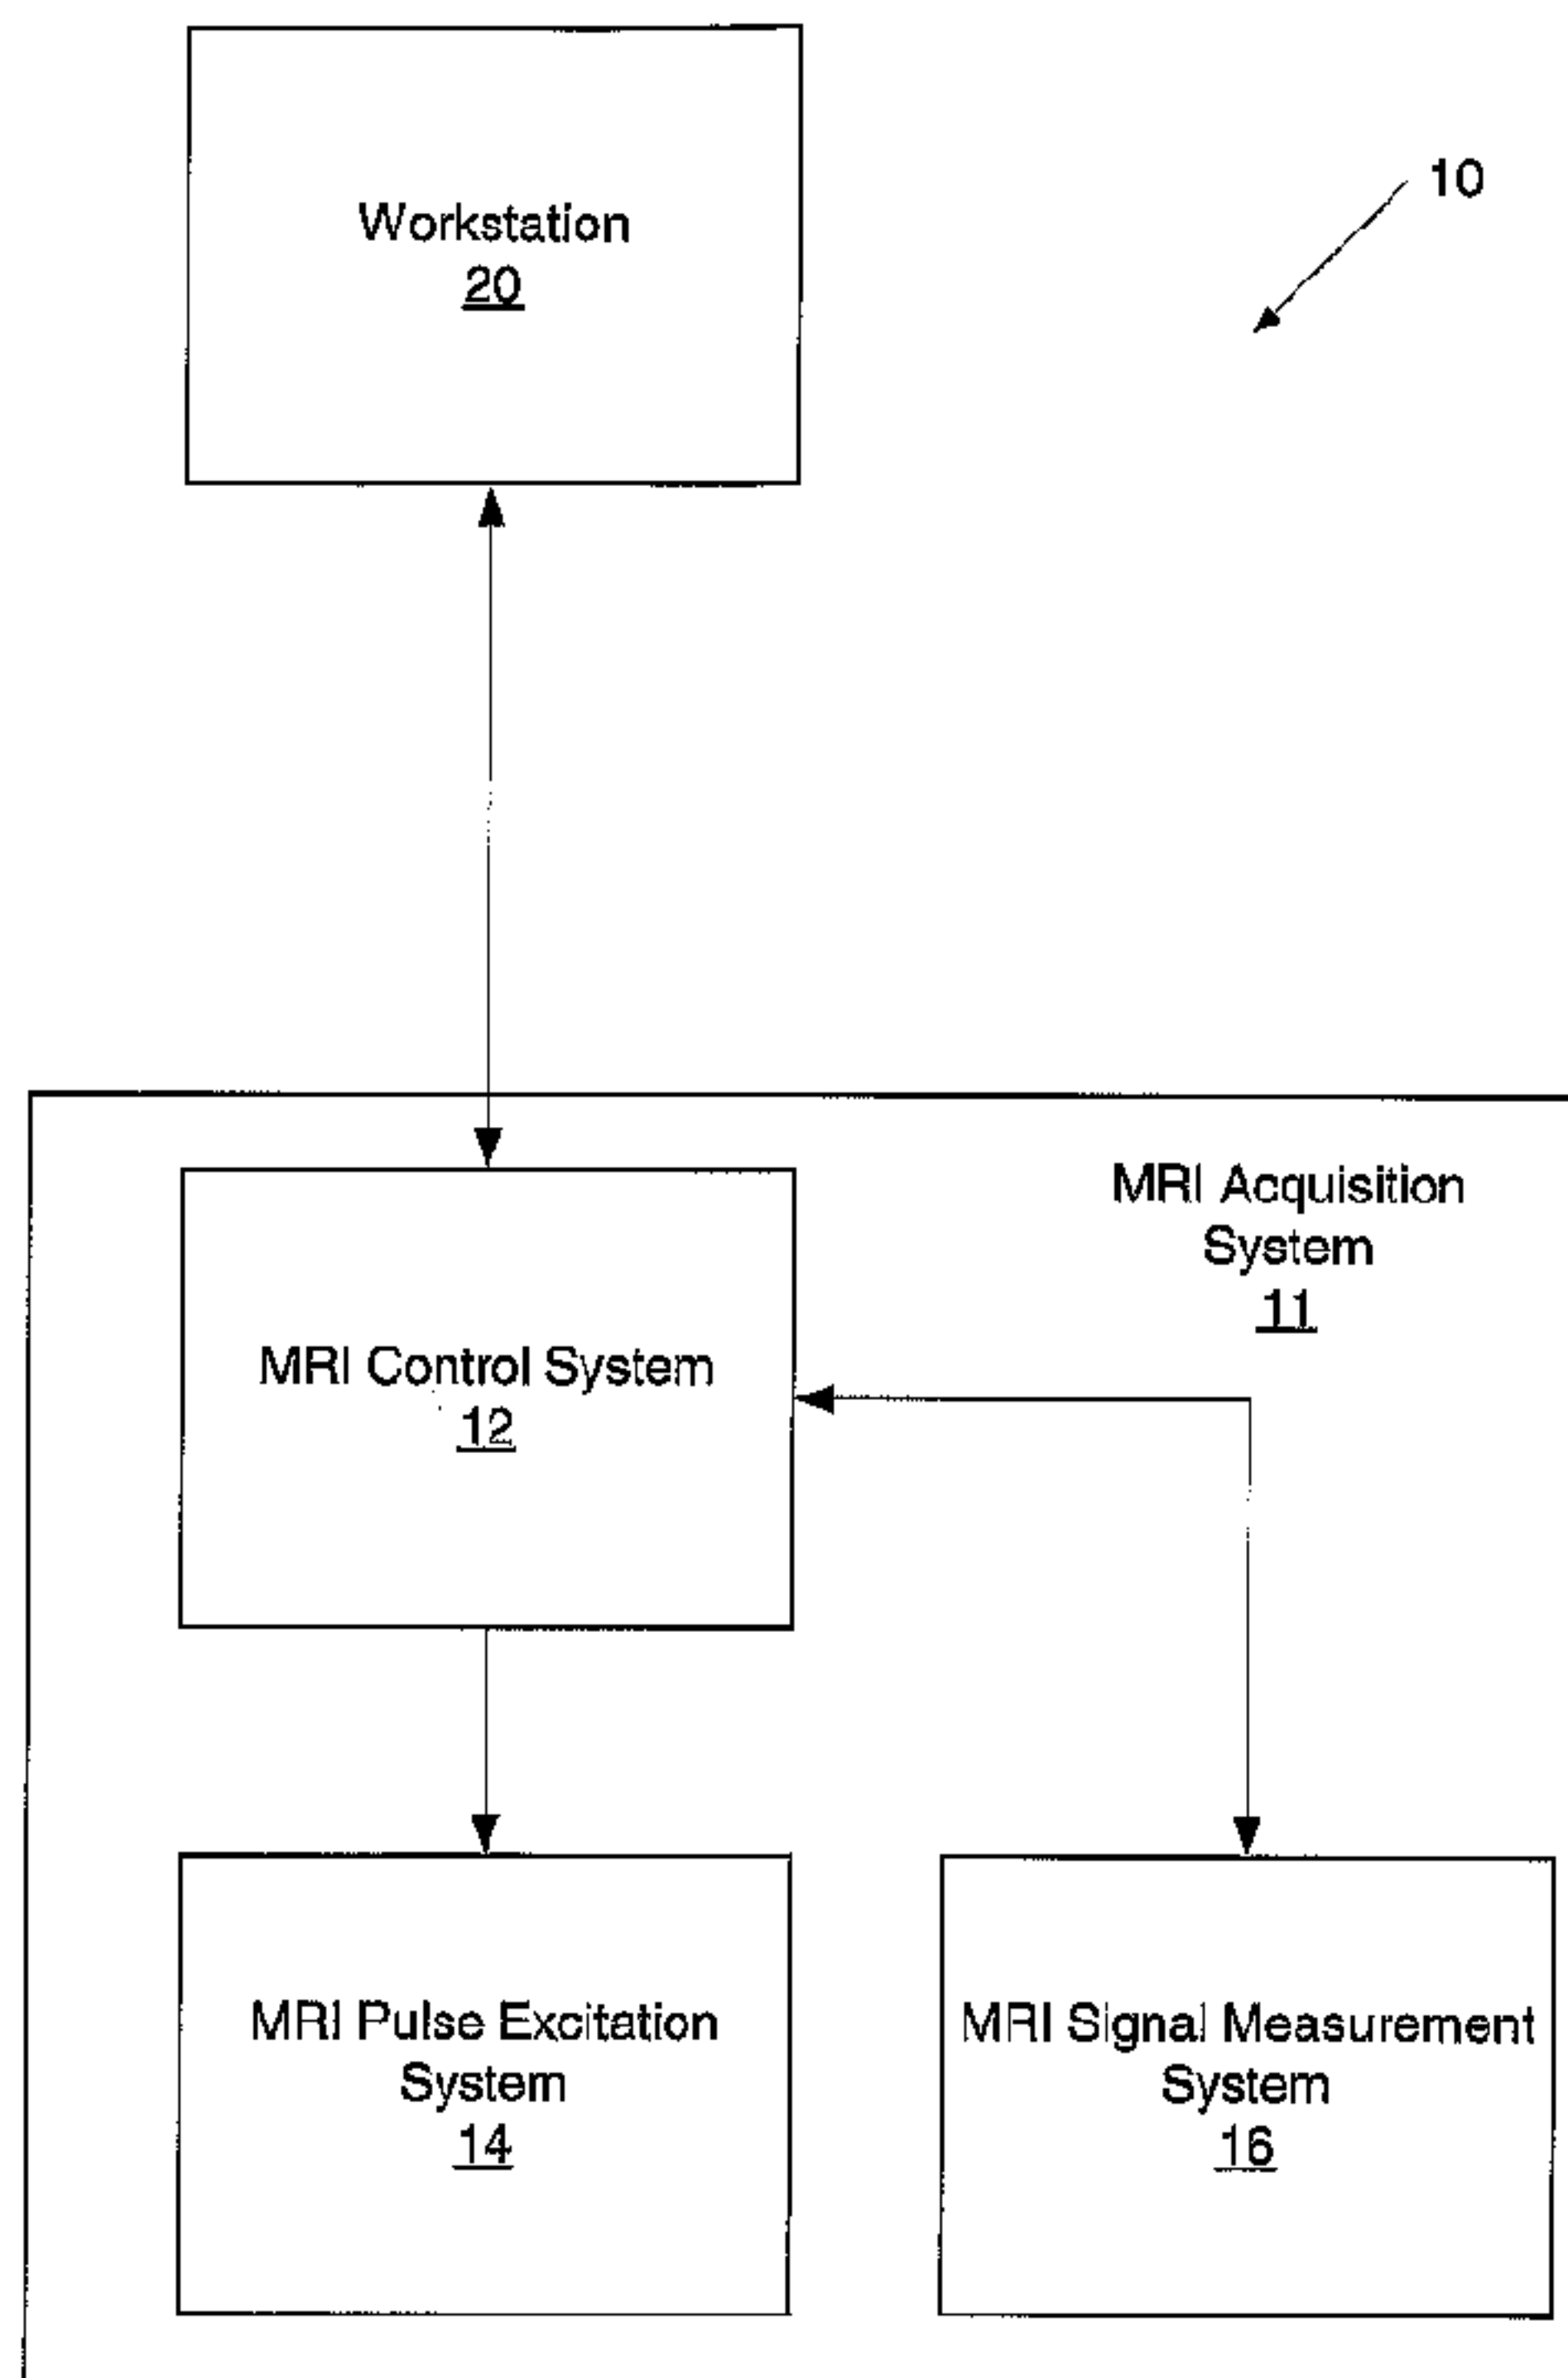 Workstation
20
10
MRI Acquisition
System
11
MRI Control System
12
MRI Pulse Excitation
System
14
MRI Signal Measurement
System
16